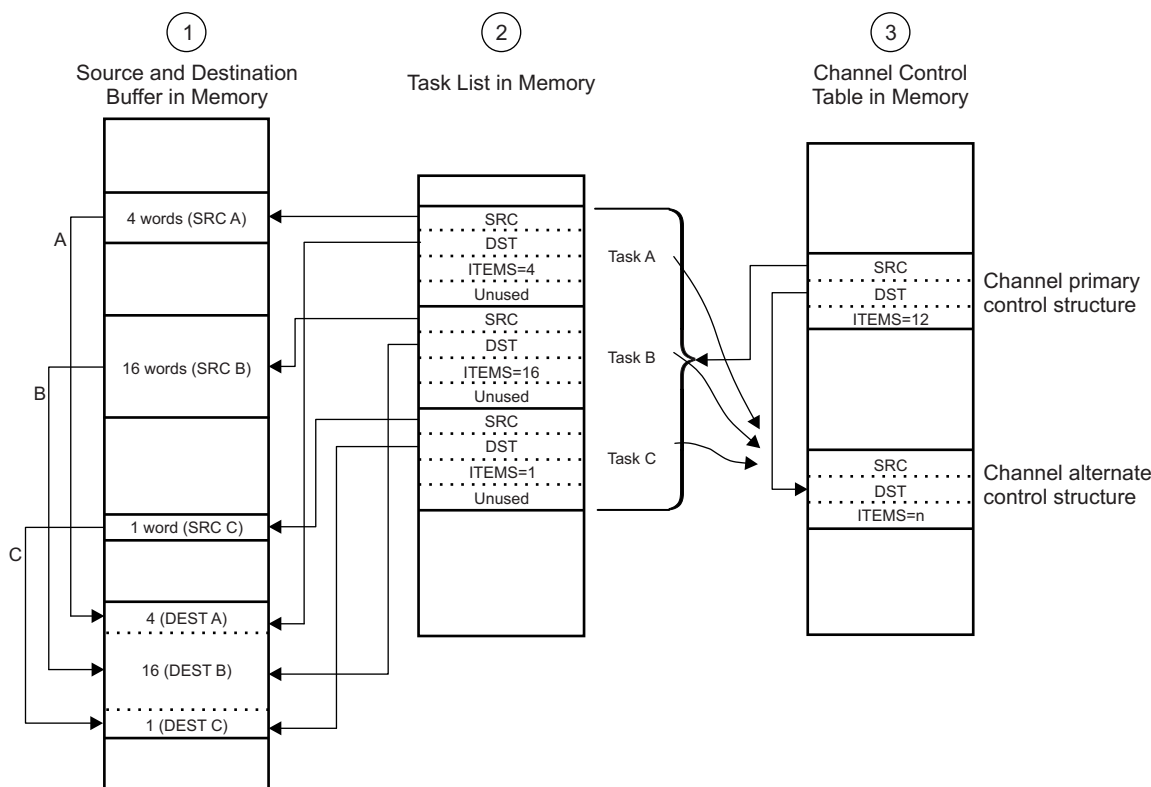 1
Source and Destination
Buffer in Memory
4 words (SRC A)
A
16 words (SRC B)
B
1 word (SRC C)
C
4 (DEST A)
16 (DEST B)
1 (DEST C)
2
Task List in Memory
SRC
DST
ITEMS=4
Unused
Task A
SRC
DST
ITEMS=16
Unused
Task B
SRC
DST
ITEMS=1
Unused
Task C
3
Channel Control
Table in Memory
SRC
DST
ITEMS=12
Channel primary
control structure
SRC
DST
ITEMS=n
Channel alternate
control structure